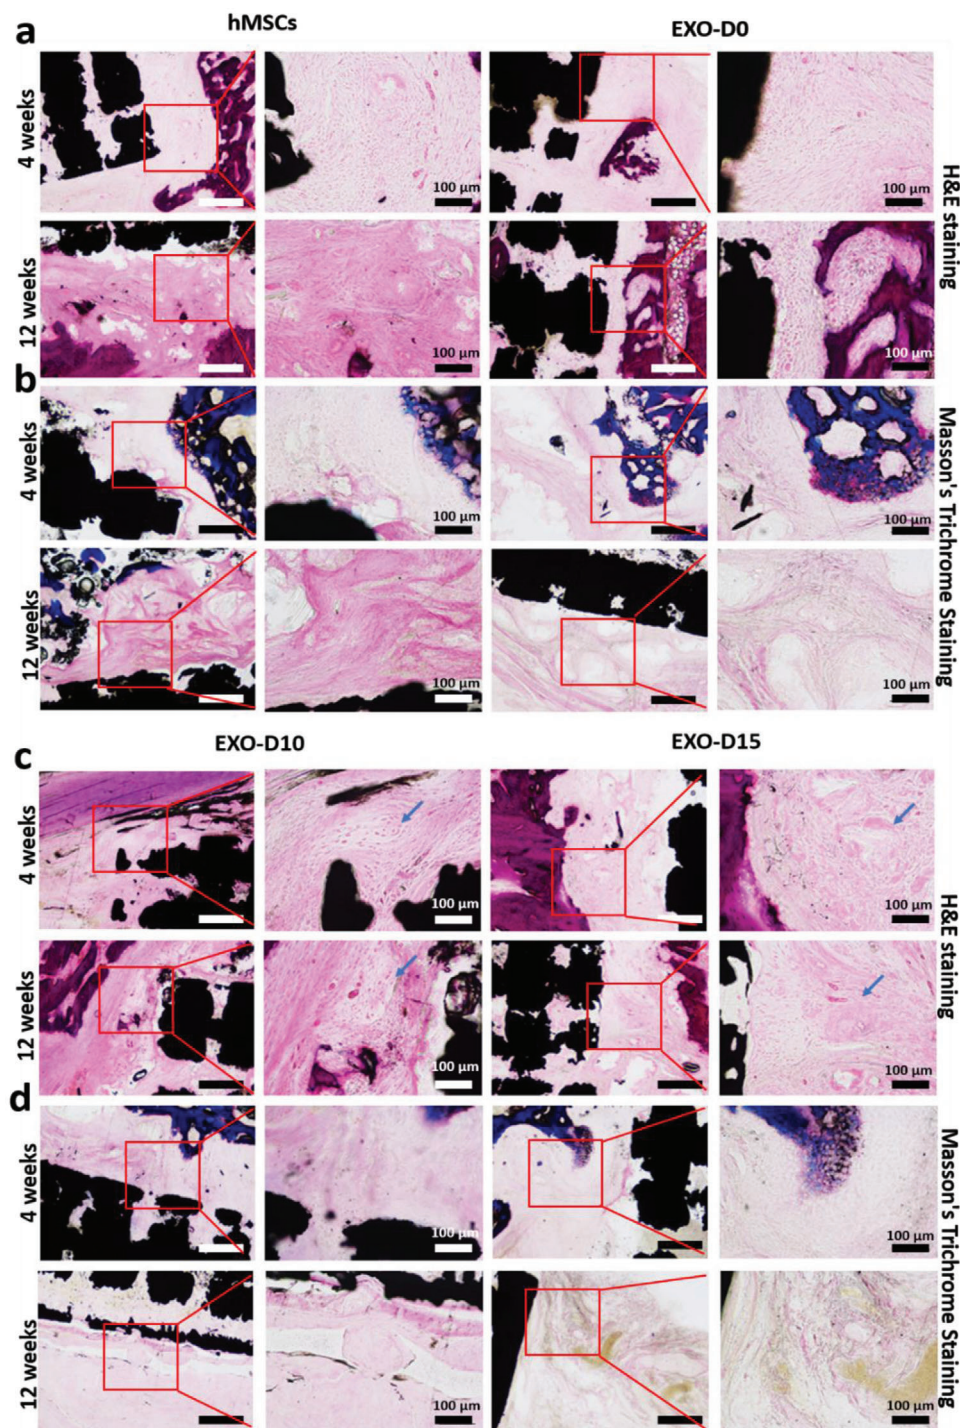 a
hMSCs
EXO-D0
4 weeks
100 μm
100 μm
12 weeks
100 μm
100 μm
H&E staining
b
4 weeks
100 μm
100 μm
12 weeks
100 μm
100 μm
Masson's Trichrome Staining
EXO-D10
EXO-D15
c
4 weeks
100 μm
100 μm
12 weeks
100 μm
100 μm
H&E staining
d
4 weeks
100 μm
100 μm
12 weeks
100 μm
100 μm
Masson's Trichrome Staining